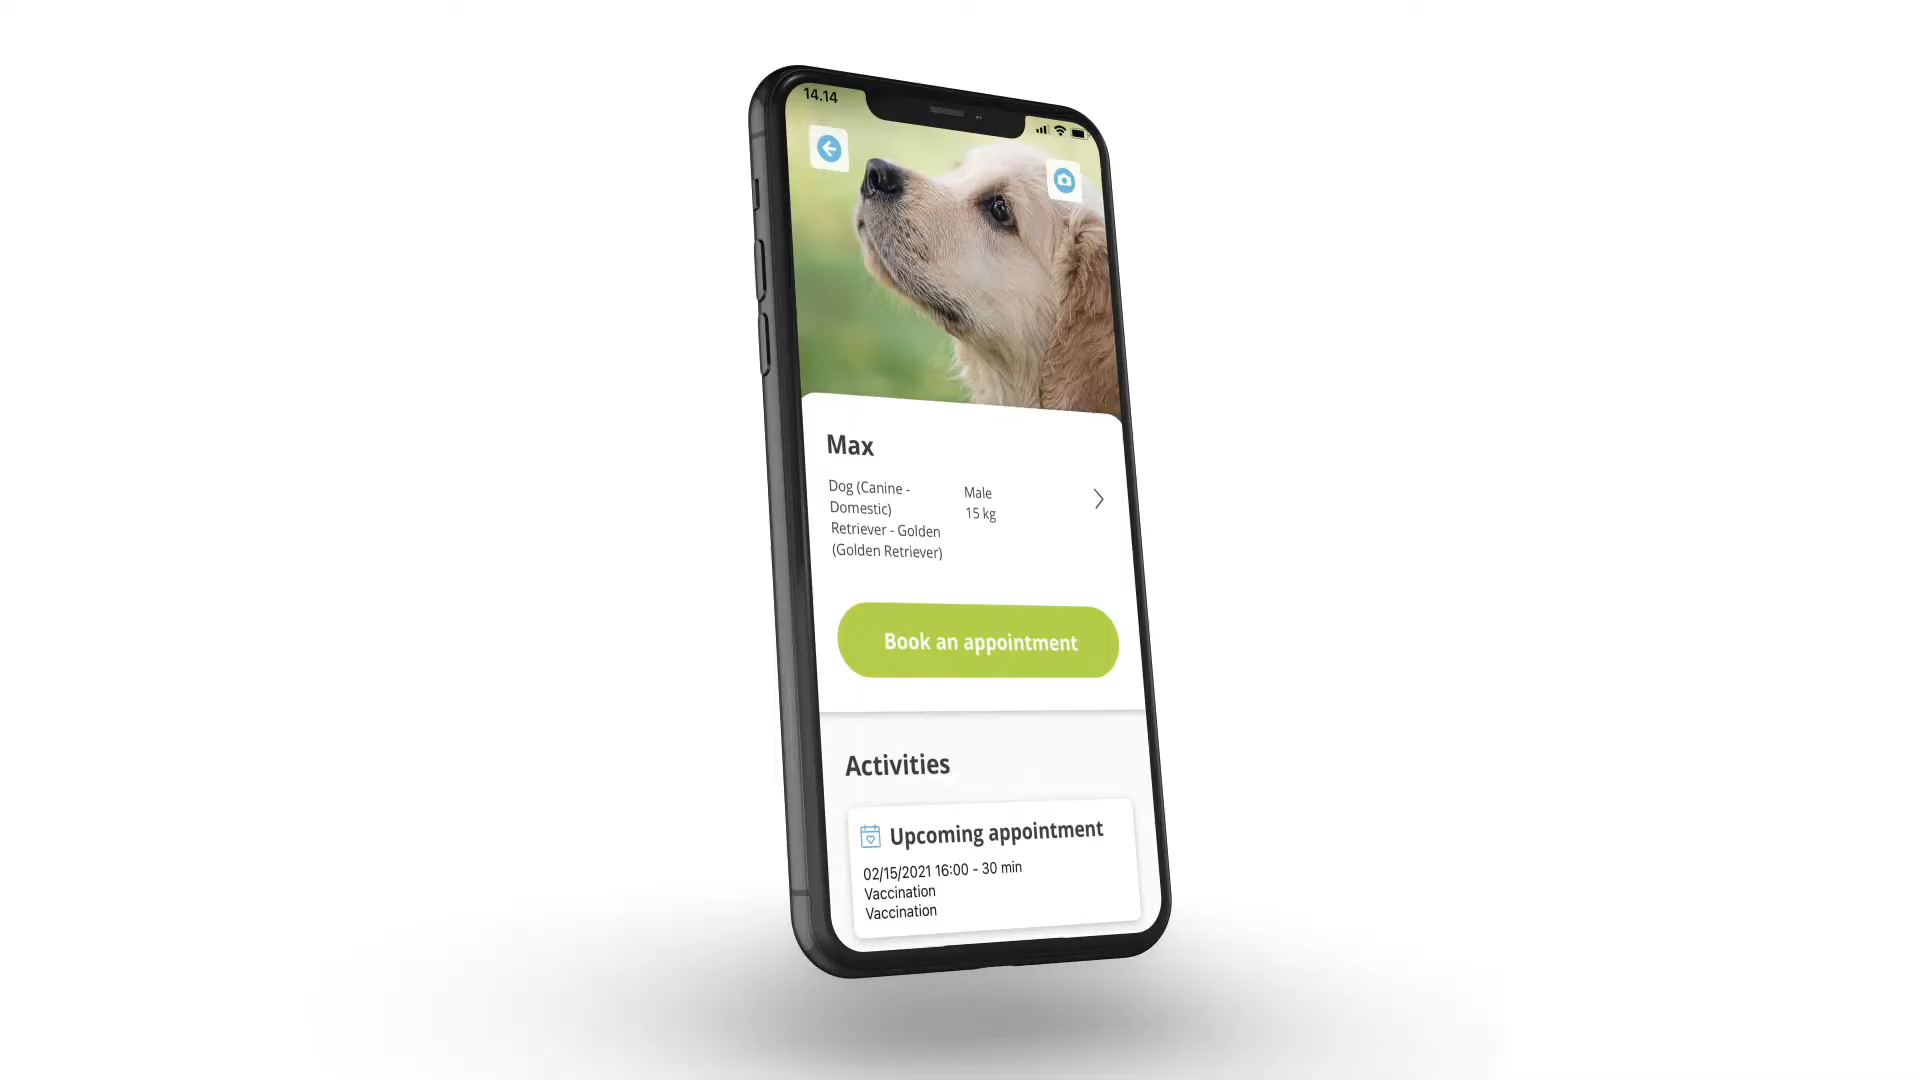 14.14
Max
Dog (Canine -
Domestic)
Retriever - Golden
(Golden Retriever)
Male
15 kg
Book an appointment
Activities
Upcoming appointment
02/15/2021 16:00 - 30 min
Vaccination
Vaccination